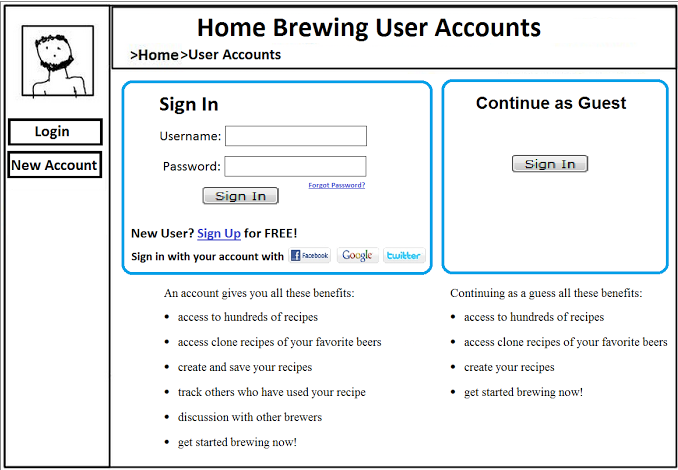 Home Brewing User Accounts
>Home>User Accounts
Login
New Account
Sign In
Username:
Password:
Forgot Password?
Sign In
New User? Sign Up for FREE!
Sign in with your account with Facebook Google twitter
Continue as Guest
Sign In
An account gives you all these benefits:
• access to hundreds of recipes
• access clone recipes of your favorite beers
• create and save your recipes
• track others who have used your recipe
• discussion with other brewers
• get started brewing now!
Continuing as a guess all these benefits:
• access to hundreds of recipes
• access clone recipes of your favorite beers
• create your recipes
• get started brewing now!